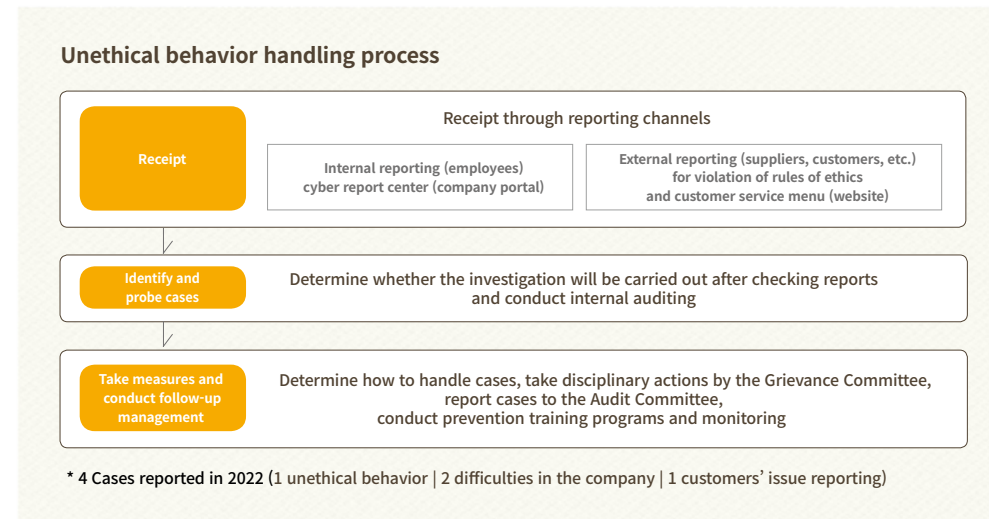 Unethical behavior handling process
Receipt
Receipt through reporting channels
Internal reporting (employees)
cyber report center (company portal)
External reporting (suppliers, customers, etc.)
for violation of rules of ethics
and customer service menu (website)
Identify and
probe cases
Determine whether the investigation will be carried out after checking reports
and conduct internal auditing
Take measures and
conduct follow-up
management
Determine how to handle cases, take disciplinary actions by the Grievance Committee,
report cases to the Audit Committee,
conduct prevention training programs and monitoring
* 4 Cases reported in 2022 (1 unethical behavior | 2 difficulties in the company | 1 customers’ issue reporting)